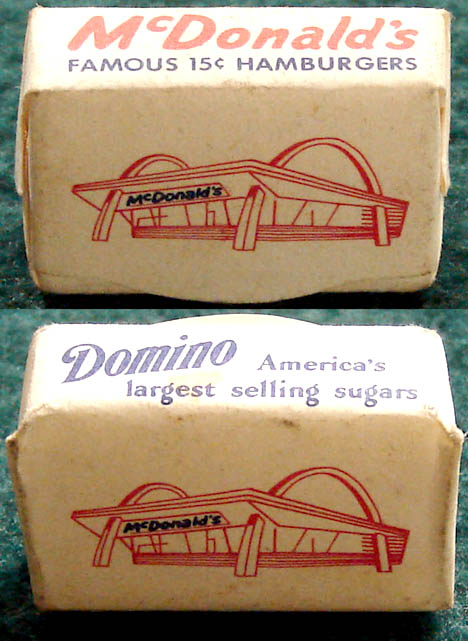 McDonald's
FAMOUS 15¢ HAMBURGERS
McDonald's
Domino America's
largest selling sugars
McDonald's